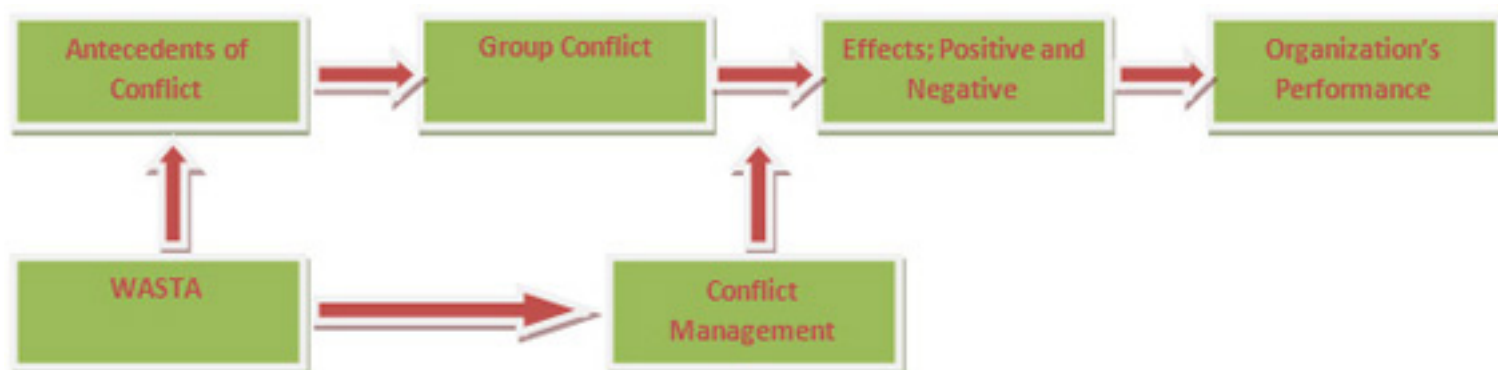 Antecedents of
Conflict
Group Conflict
Effects; Positive and
Negative
Organization's
Performance
WASTA
Conflict
Management